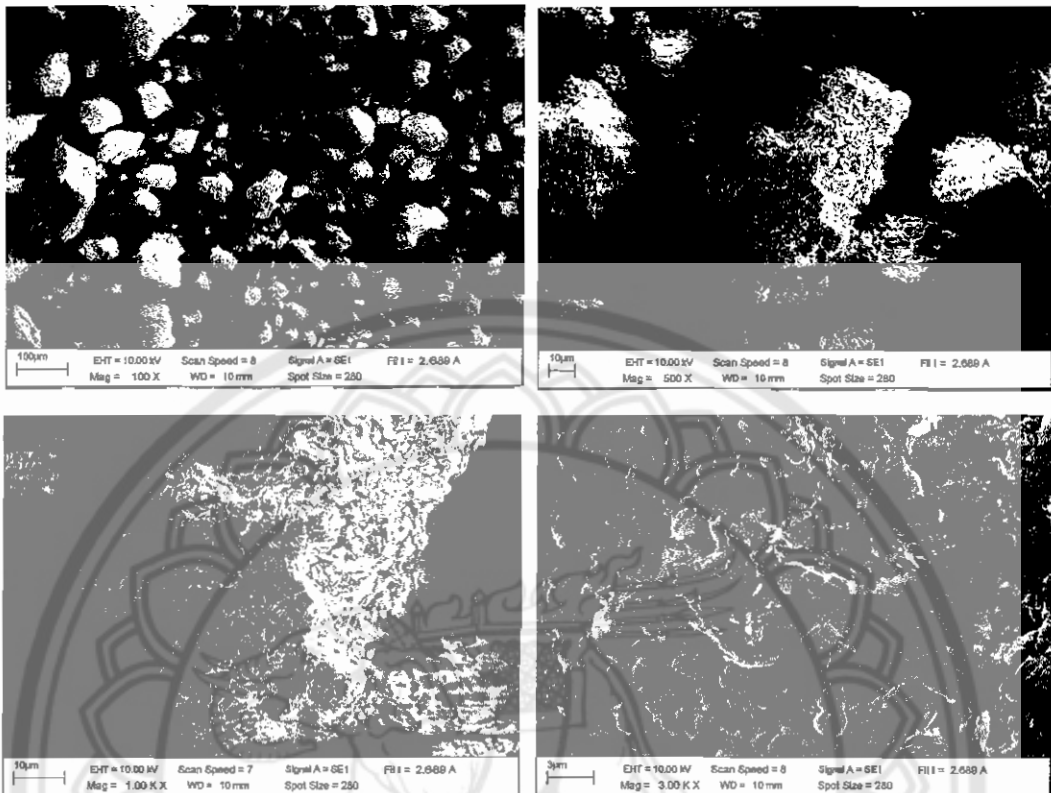 100µm EHT = 10.00 kV Scan Speed = 8 Signal A = SE1 Fil I = 2.689 A
Mag = 100 X WD = 10 mm Spot Size = 280
10µm EHT = 10.00 kV Scan Speed = 8 Signal A = SE1 Fil I = 2.689 A
Mag = 500 X WD = 10 mm Spot Size = 280
10µm EHT = 10.00 kV Scan Speed = 7 Signal A = SE1 Fil I = 2.689 A
Mag = 1.00 K X WD = 10 mm Spot Size = 280
3µm EHT = 10.00 kV Scan Speed = 8 Signal A = SE1 Fil I = 2.689 A
Mag = 3.00 K X WD = 10 mm Spot Size = 280